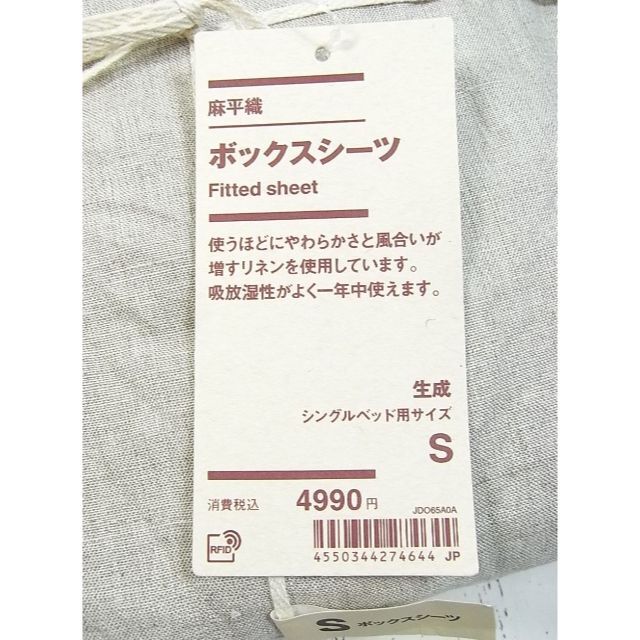 麻平織
ボックスシーツ
Fitted sheet
使うほどにやわらかさと風合いが
増すリネンを使用しています。
吸放湿性がよく一年中使えます。
生成
シングルベッド用サイズ
S
消費税込 4990円
JDO65A0A
RFID
4550344274644 JP
S ボックスシーツ